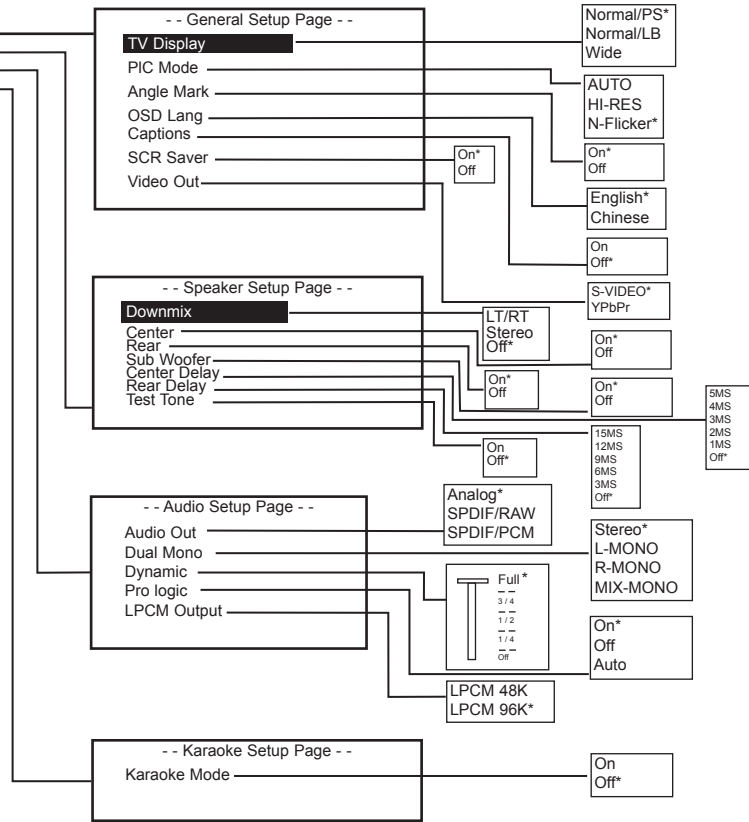 - - General Setup Page - -
TV Display
PIC Mode
Angle Mark
OSD Lang
Captions
SCR Saver
Video Out
Normal/PS*
Normal/LB
Wide
AUTO
HI-RES
N-Flicker*
On*
Off
On*
Off
English*
Chinese
On
Off*
S-VIDEO*
YPbPr
- - Speaker Setup Page - -
Downmix
Center
Rear
Sub Woofer
Center Delay
Rear Delay
Test Tone
LT/RT
Stereo
Off*
On*
Off
On*
Off
On*
Off
5MS
4MS
3MS
2MS
1MS
Off*
15MS
12MS
9MS
6MS
3MS
Off*
On
Off*
- - Audio Setup Page - -
Audio Out
Dual Mono
Dynamic
Pro logic
LPCM Output
Analog*
SPDIF/RAW
SPDIF/PCM
Stereo*
L-MONO
R-MONO
MIX-MONO
Full*
3 / 4
1 / 2
1 / 4
Off
On*
Off
Auto
LPCM 48K
LPCM 96K*
- - Karaoke Setup Page - -
Karaoke Mode
On
Off*